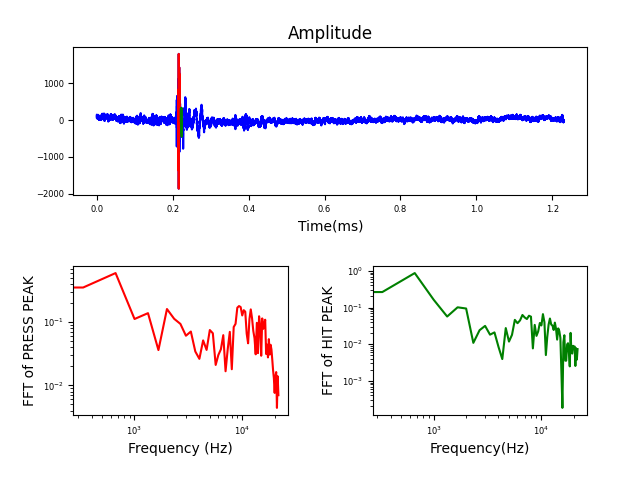 Amplitude
1000
0
−1000
−2000
0.0 0.2 0.4 0.6 0.8 1.0 1.2
Time(ms)
FFT of PRESS PEAK
10⁻¹
10⁻²
10³ 10⁴
Frequency (Hz)
FFT of HIT PEAK
10⁰
10⁻¹
10⁻²
10⁻³
10³ 10⁴
Frequency(Hz)